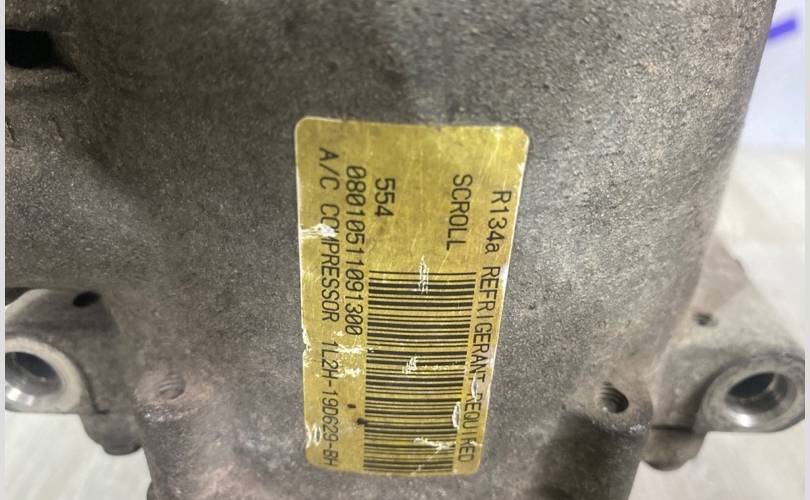 R134a REFRIGERANT REQUIRED
SCROLL
554
08010511091300
A/C COMPRESSOR 1L2H-19D629-BH